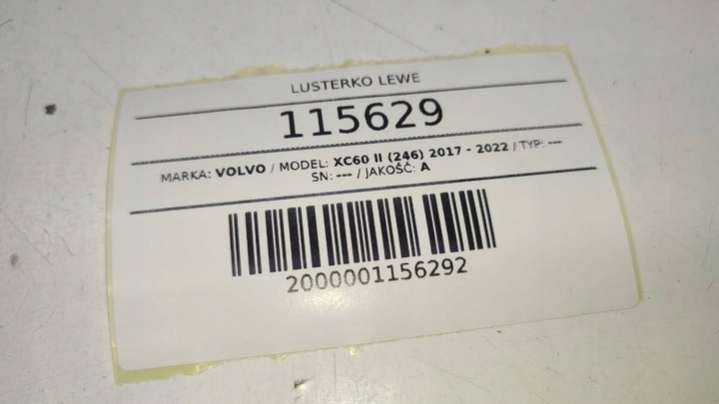 LUSTERKO LEWE
115629
MARKA: VOLVO / MODEL: XC60 II (246) 2017 - 2022 / TYP: ---
SN: --- / JAKOŚĆ: A
2000001156292